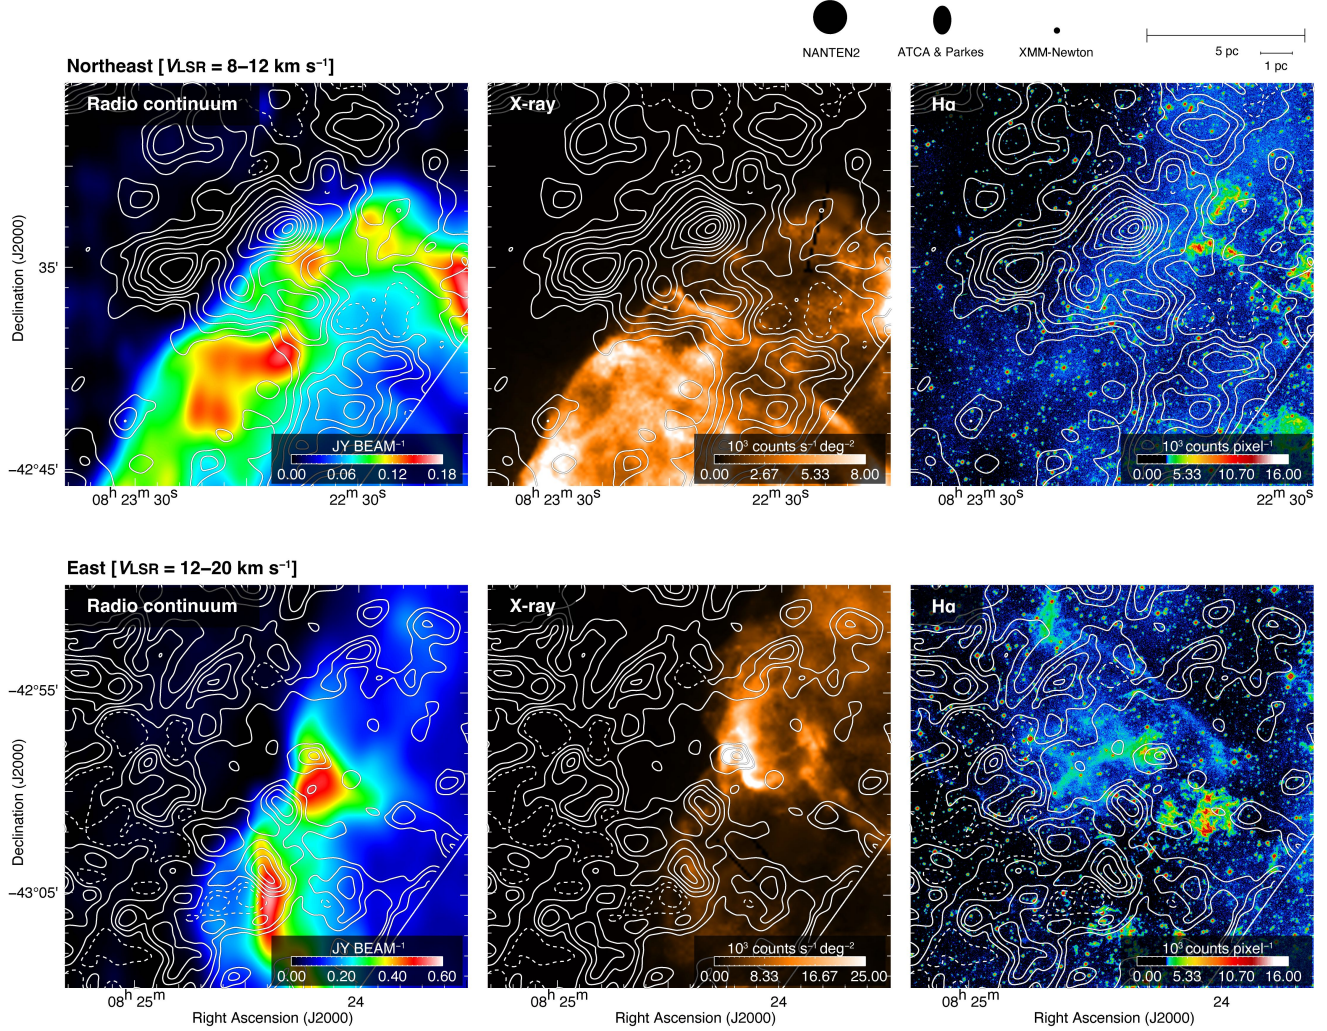 NANTEN2 ATCA & Parkes XMM-Newton 5 pc
1 pc
Northeast [VLSR = 8–12 km s⁻¹]
Radio continuum X-ray Hα
Declination (J2000)
35'
−42°45'
JY BEAM⁻¹
0.00 0.06 0.12 0.18
10³ counts s⁻¹ deg⁻²
0.00 2.67 5.33 8.00
10³ counts pixel⁻¹
0.00 5.33 10.70 16.00
08ʰ 23ᵐ 30ˢ 22ᵐ 30ˢ 08ʰ 23ᵐ 30ˢ 22ᵐ 30ˢ 08ʰ 23ᵐ 30ˢ 22ᵐ 30ˢ
East [VLSR = 12–20 km s⁻¹]
Radio continuum X-ray Hα
−42°55'
Declination (J2000)
−43°05'
JY BEAM⁻¹
0.00 0.20 0.40 0.60
10³ counts s⁻¹ deg⁻²
0.00 8.33 16.67 25.00
10³ counts pixel⁻¹
0.00 5.33 10.70 16.00
08ʰ 25ᵐ 24 08ʰ 25ᵐ 24 08ʰ 25ᵐ 24
Right Ascension (J2000) Right Ascension (J2000) Right Ascension (J2000)